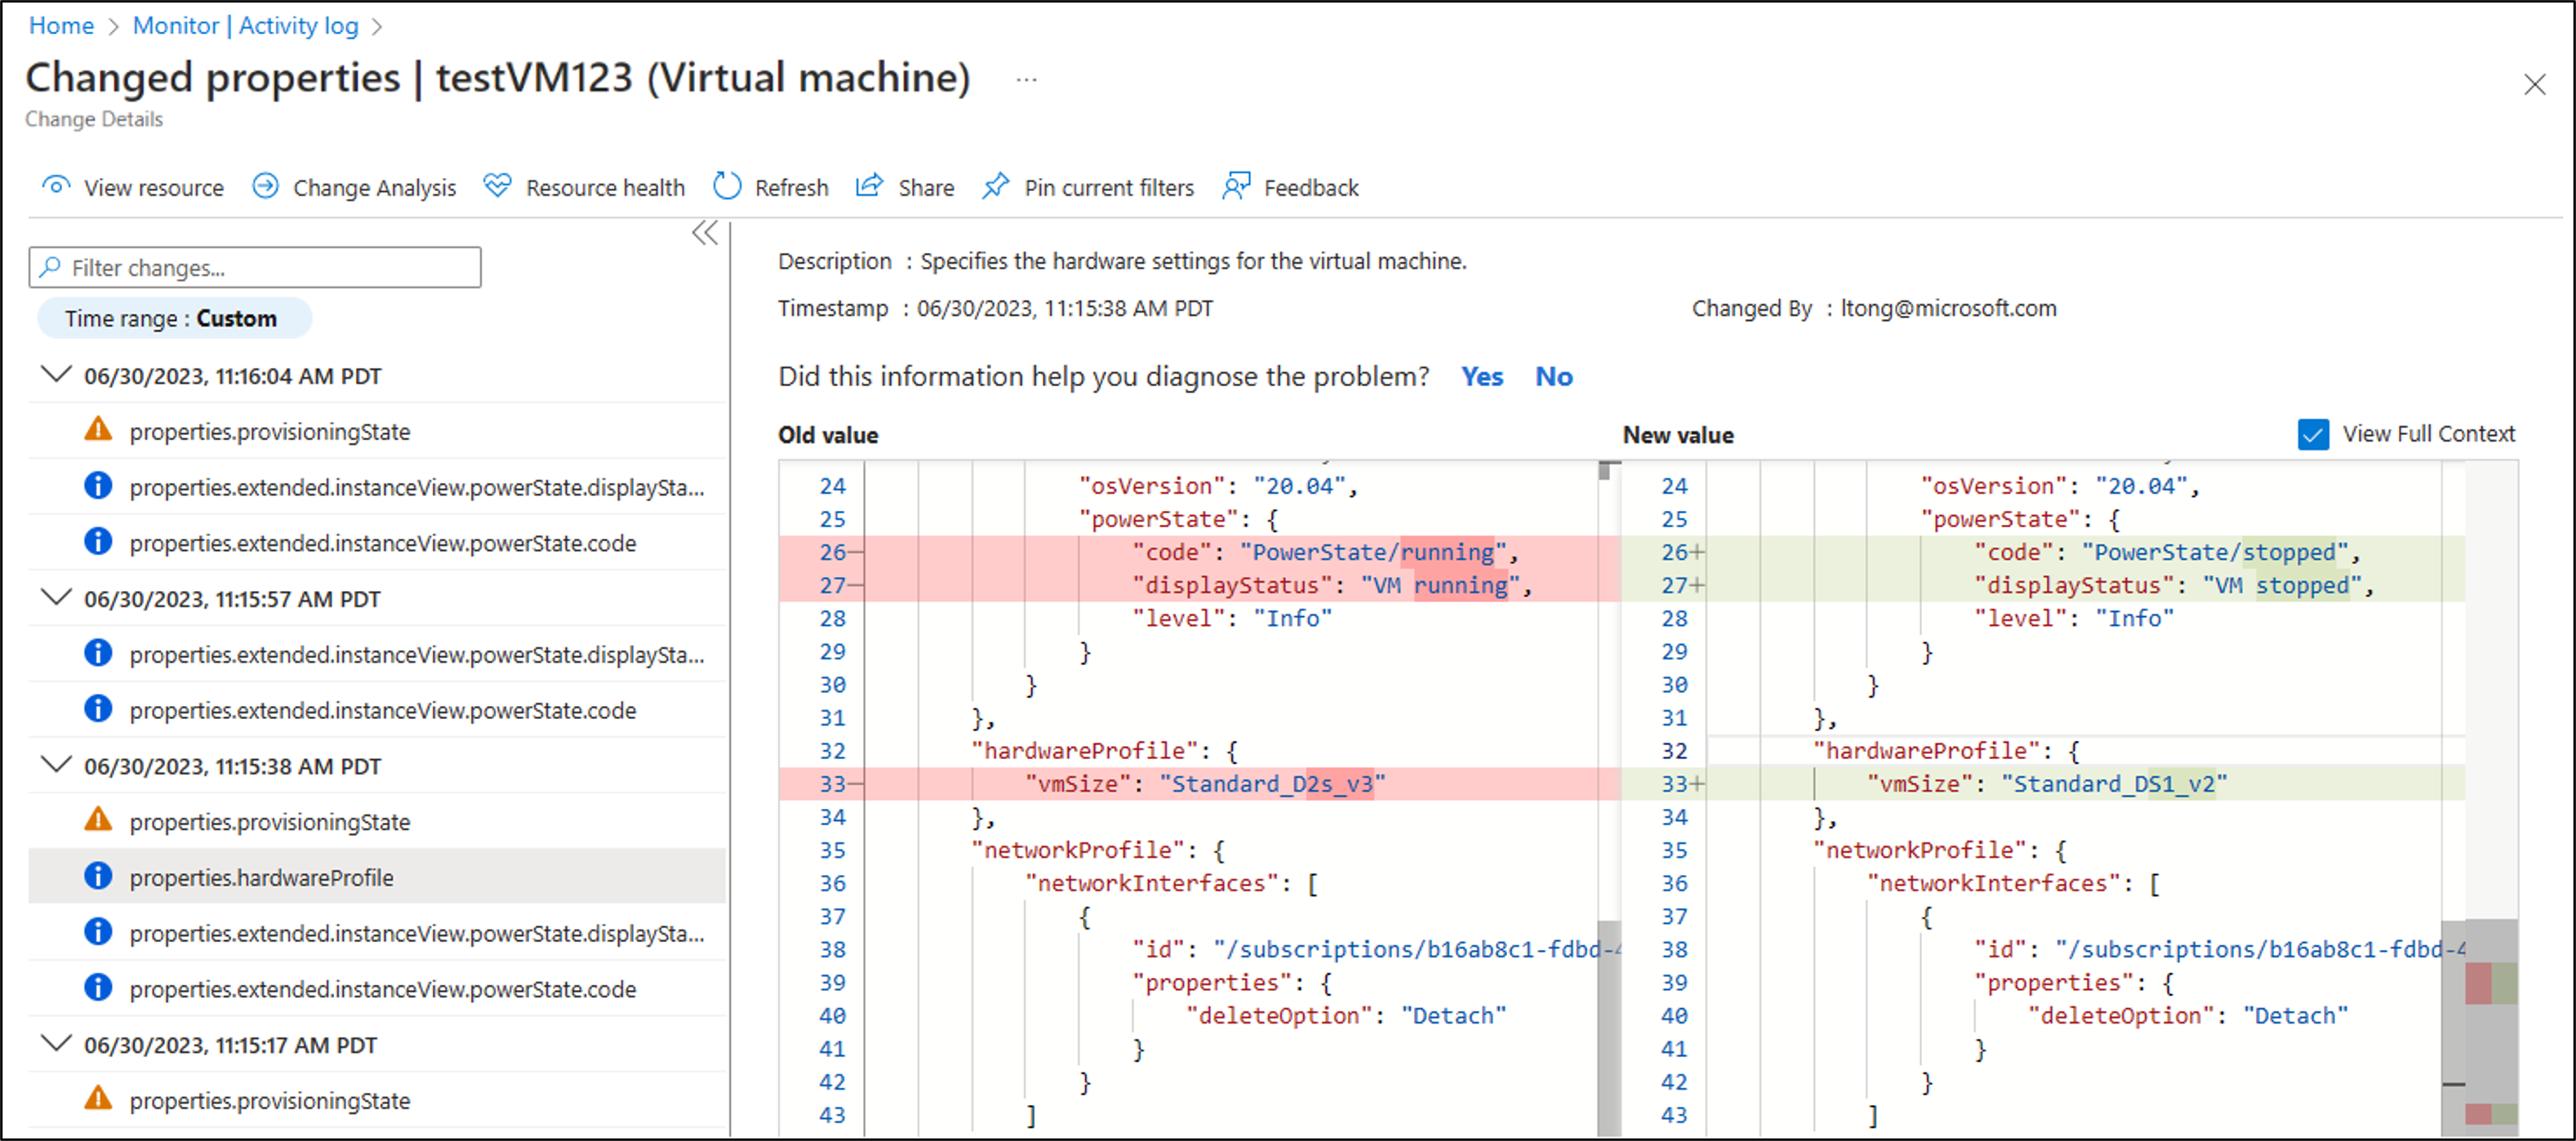 Home > Monitor | Activity log >
Changed properties | testVM123 (Virtual machine) ...
Change Details
View resource Change Analysis Resource health Refresh Share Pin current filters Feedback
Filter changes...
Time range : Custom
06/30/2023, 11:16:04 AM PDT
properties.provisioningState
properties.extended.instanceView.powerState.displaySta...
properties.extended.instanceView.powerState.code
06/30/2023, 11:15:57 AM PDT
properties.extended.instanceView.powerState.displaySta...
properties.extended.instanceView.powerState.code
06/30/2023, 11:15:38 AM PDT
properties.provisioningState
properties.hardwareProfile
properties.extended.instanceView.powerState.displaySta...
properties.extended.instanceView.powerState.code
06/30/2023, 11:15:17 AM PDT
properties.provisioningState
Description : Specifies the hardware settings for the virtual machine.
Timestamp : 06/30/2023, 11:15:38 AM PDT
Changed By : ltong@microsoft.com
Did this information help you diagnose the problem? Yes No
Old value
24 "osVersion": "20.04",
25 "powerState": {
26− "code": "PowerState/running",
27− "displayStatus": "VM running",
28 "level": "Info"
29 }
30 }
31 },
32 "hardwareProfile": {
33− "vmSize": "Standard_D2s_v3"
34 },
35 "networkProfile": {
36 "networkInterfaces": [
37 {
38 "id": "/subscriptions/b16ab8c1-fdbd-4
39 "properties": {
40 "deleteOption": "Detach"
41 }
42 }
43 ]
New value
View Full Context
24 "osVersion": "20.04",
25 "powerState": {
26+ "code": "PowerState/stopped",
27+ "displayStatus": "VM stopped",
28 "level": "Info"
29 }
30 }
31 },
32 "hardwareProfile": {
33+ "vmSize": "Standard_DS1_v2"
34 },
35 "networkProfile": {
36 "networkInterfaces": [
37 {
38 "id": "/subscriptions/b16ab8c1-fdbd-4
39 "properties": {
40 "deleteOption": "Detach"
41 }
42 }
43 ]